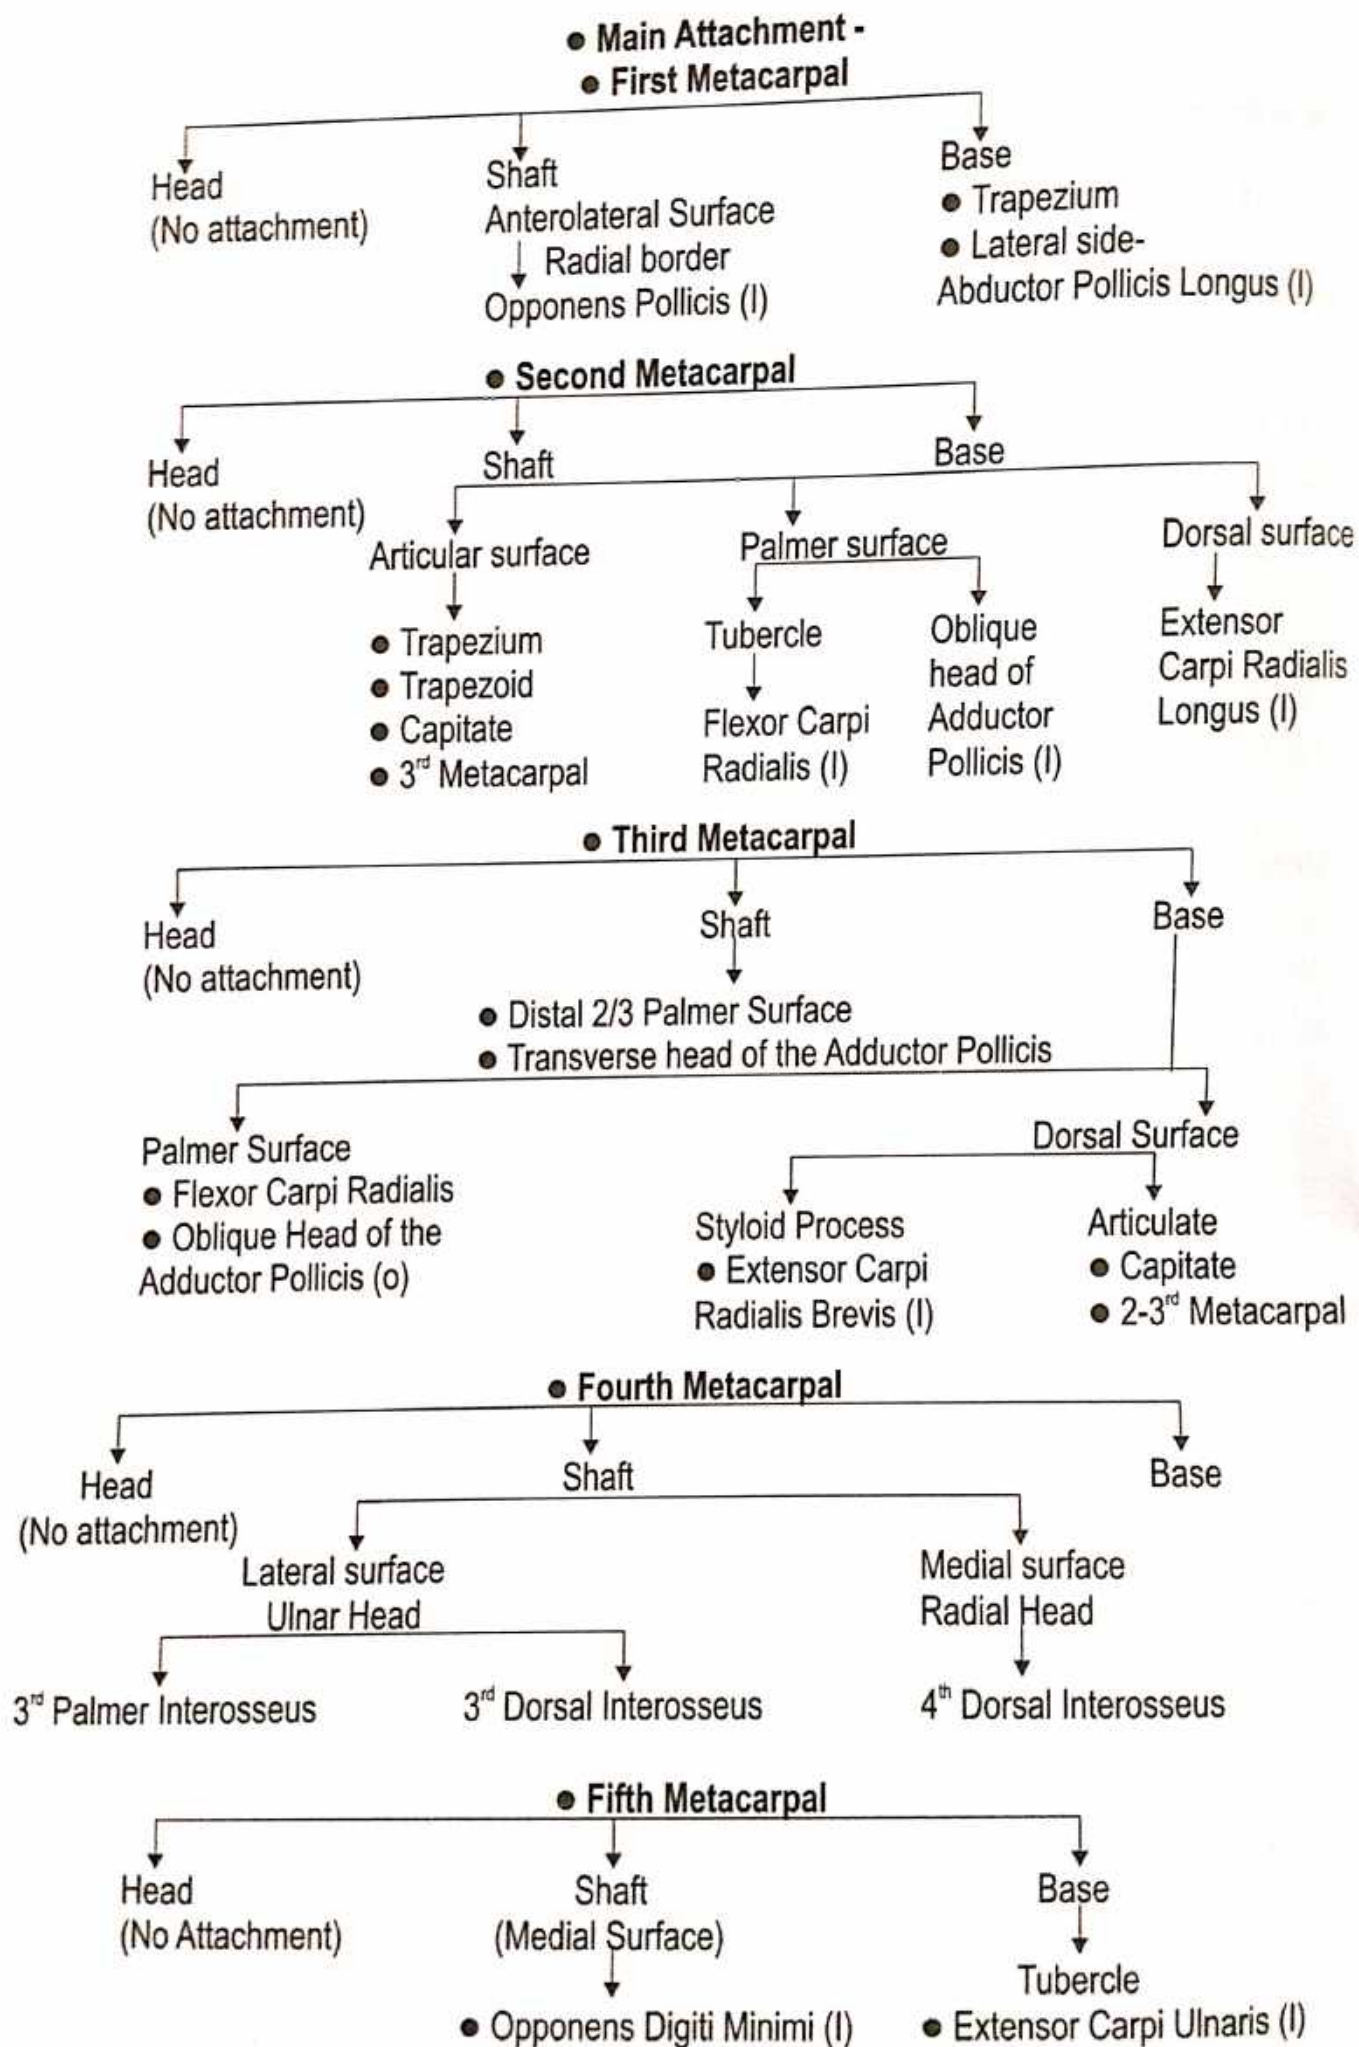 ● Main Attachment -
● First Metacarpal
Head
(No attachment)
Shaft
Anterolateral Surface
Radial border
Opponens Pollicis (I)
Base
● Trapezium
● Lateral side-
Abductor Pollicis Longus (I)
● Second Metacarpal
Head
(No attachment)
Shaft
Base
Articular surface
● Trapezium
● Trapezoid
● Capitate
● 3rd Metacarpal
Palmer surface
Tubercle
Flexor Carpi
Radialis (I)
Oblique
head of
Adductor
Pollicis (I)
Dorsal surface
Extensor
Carpi Radialis
Longus (I)
● Third Metacarpal
Head
(No attachment)
Shaft
● Distal 2/3 Palmer Surface
● Transverse head of the Adductor Pollicis
Base
Palmer Surface
● Flexor Carpi Radialis
● Oblique Head of the
Adductor Pollicis (o)
Dorsal Surface
Styloid Process
● Extensor Carpi
Radialis Brevis (I)
Articulate
● Capitate
● 2-3rd Metacarpal
● Fourth Metacarpal
Head
(No attachment)
Shaft
Base
Lateral surface
Ulnar Head
3rd Palmer Interosseus
3rd Dorsal Interosseus
Medial surface
Radial Head
4th Dorsal Interosseus
● Fifth Metacarpal
Head
(No Attachment)
Shaft
(Medial Surface)
● Opponens Digiti Minimi (I)
Base
Tubercle
● Extensor Carpi Ulnaris (I)